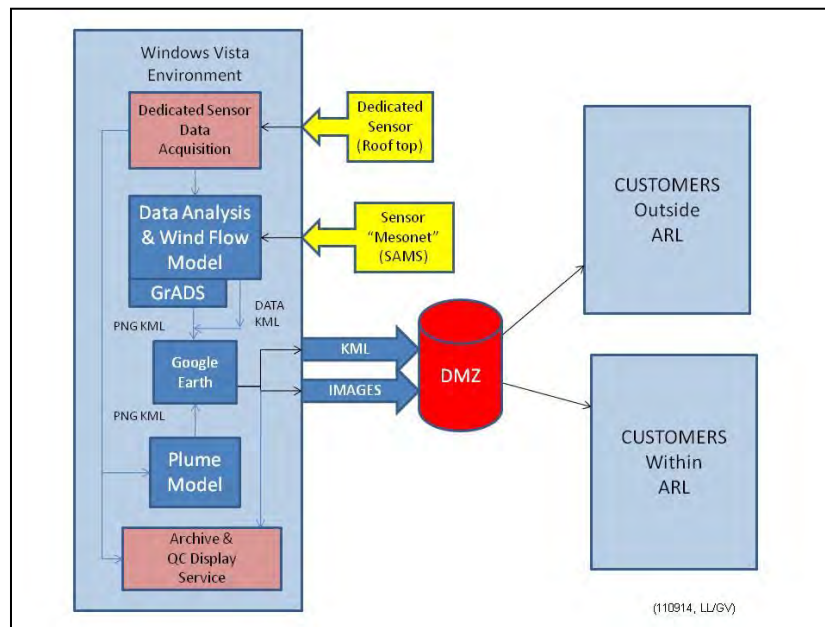 Windows Vista
Environment
Dedicated Sensor
Data
Acquisition
Dedicated
Sensor
(Roof top)
Data Analysis
& Wind Flow
Model
Sensor
“Mesonet”
(SAMS)
GrADS
PNG KML
DATA
KML
Google
Earth
KML
IMAGES
DMZ
PNG KML
Plume
Model
Archive &
QC Display
Service
CUSTOMERS
Outside
ARL
CUSTOMERS
Within
ARL
(110914, LL/GV)